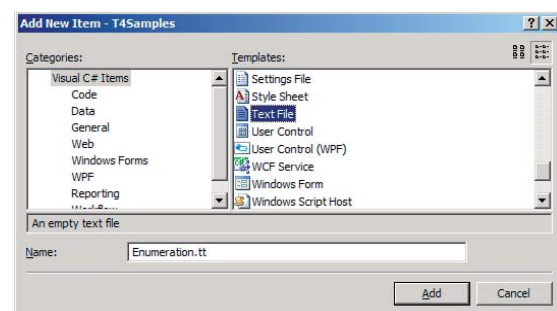 Add New Item - T4Samples
Categories:
Templates:
Visual C# Items
Code
Data
General
Web
Windows Forms
WPF
Reporting
Workflow
Settings File
Style Sheet
Text File
User Control
User Control (WPF)
WCF Service
Windows Form
Windows Script Host
An empty text file
Name:
Enumeration.tt
Add
Cancel